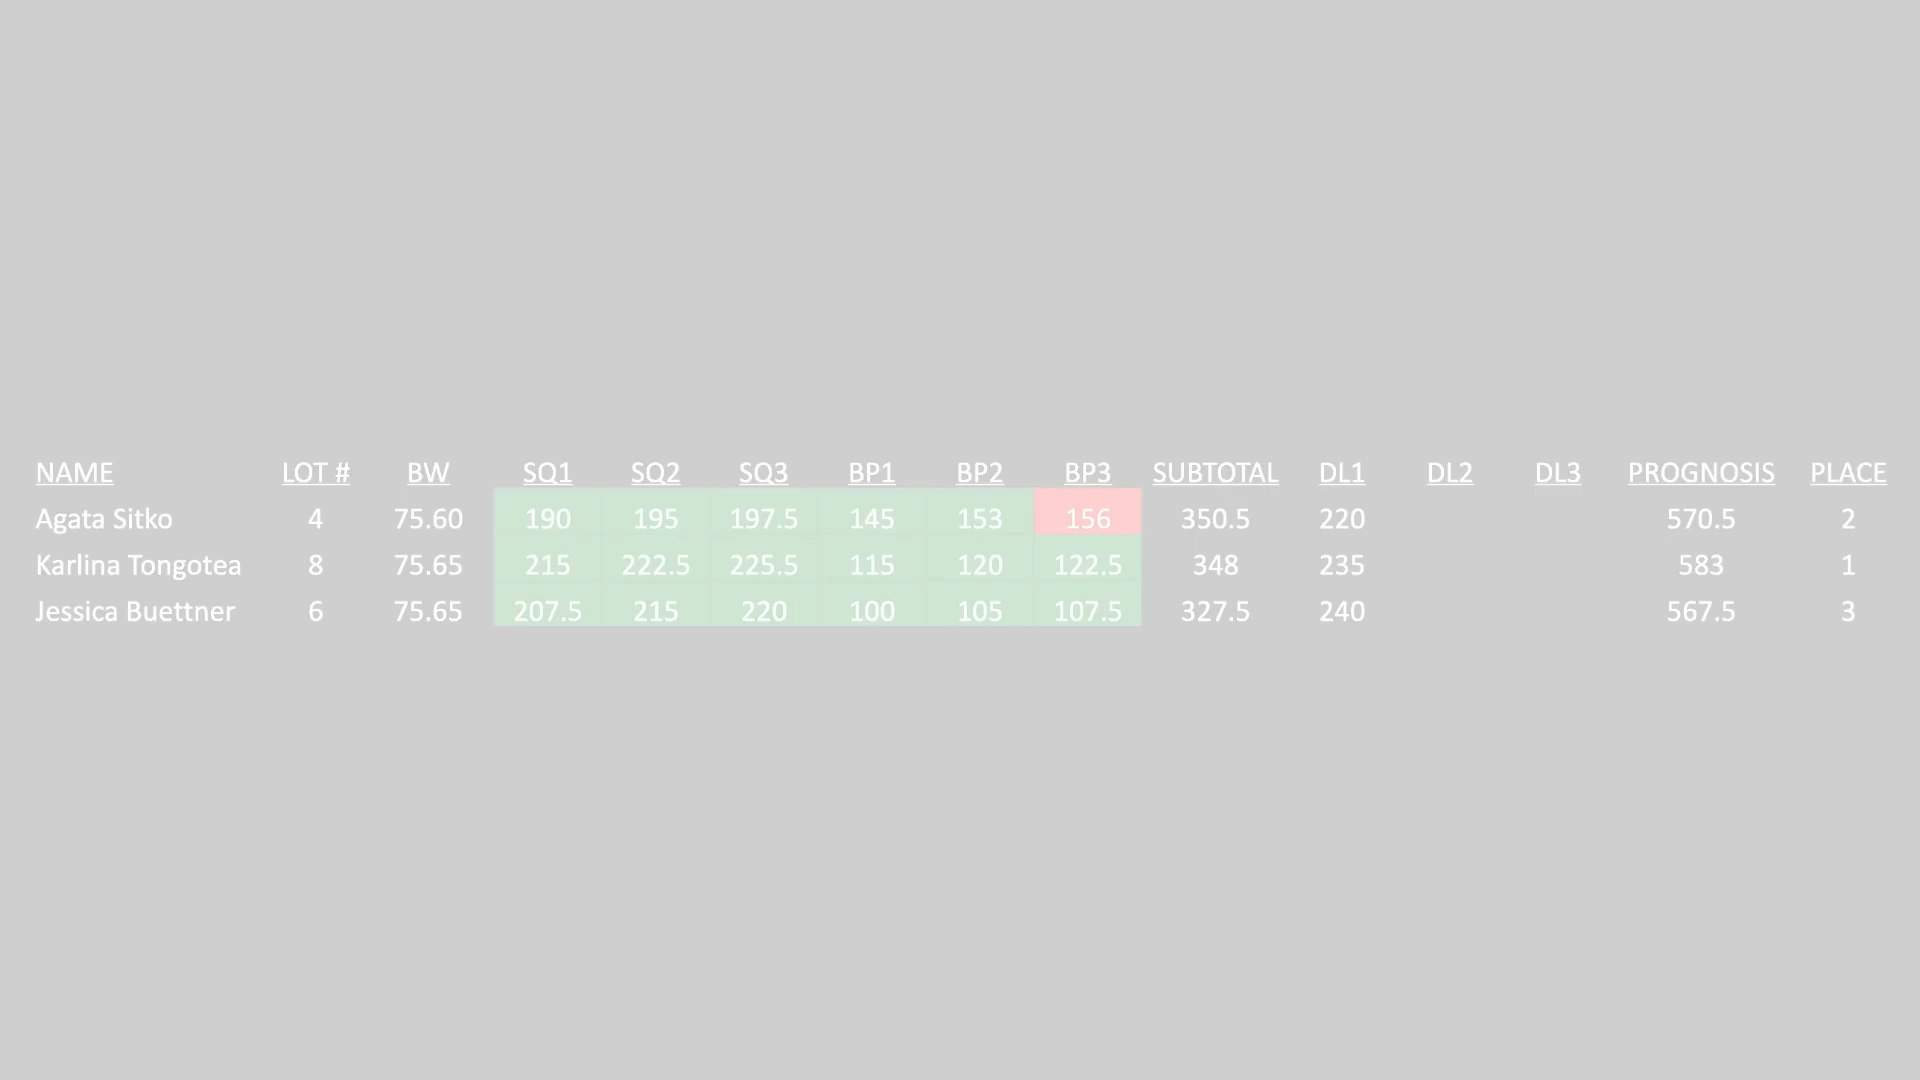 NAME LOT # BW SQ1 SQ2 SQ3 BP1 BP2 BP3 SUBTOTAL DL1 DL2 DL3 PROGNOSIS PLACE
Agata Sitko 4 75.60 190 195 197.5 145 153 156 350.5 220 570.5 2
Karlina Tongotea 8 75.65 215 222.5 225.5 115 120 122.5 348 235 583 1
Jessica Buettner 6 75.65 207.5 215 220 100 105 107.5 327.5 240 567.5 3